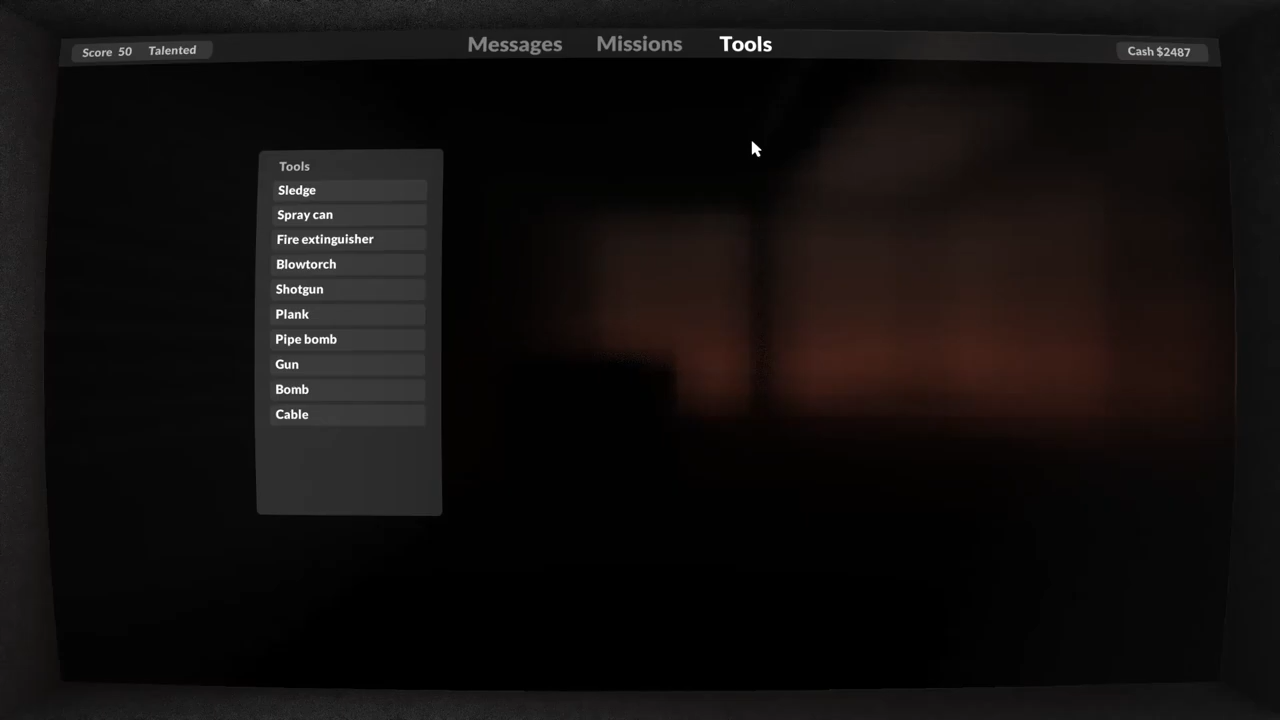 Score 50 Talented
Messages Missions Tools
Cash $2487
Tools
Sledge
Spray can
Fire extinguisher
Blowtorch
Shotgun
Plank
Pipe bomb
Gun
Bomb
Cable